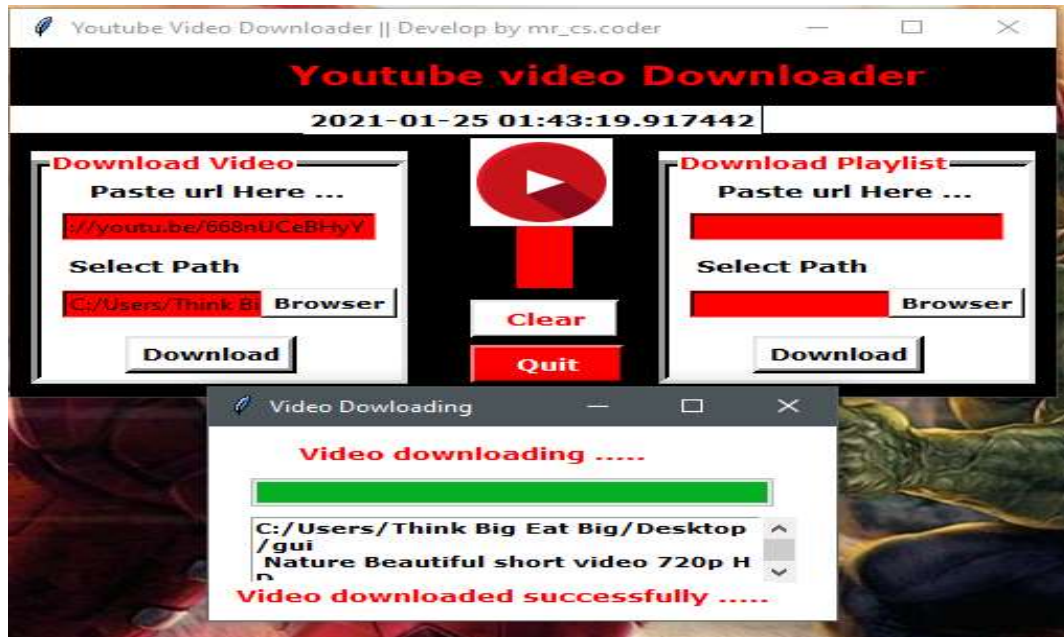 Youtube Video Downloader || Develop by mr_cs.coder
Youtube video Downloader
2021-01-25 01:43:19.917442
Download Video
Paste url Here ...
://youtu.be/668nUCeBHyY
Select Path
C:/Users/Think Bi
Browser
Download
Clear
Quit
Download Playlist
Paste url Here ...
Select Path
Browser
Download
Video Dowloading
Video downloading .....
C:/Users/Think Big Eat Big/Desktop
/gui
Nature Beautiful short video 720p H
D
Video downloaded successfully .....